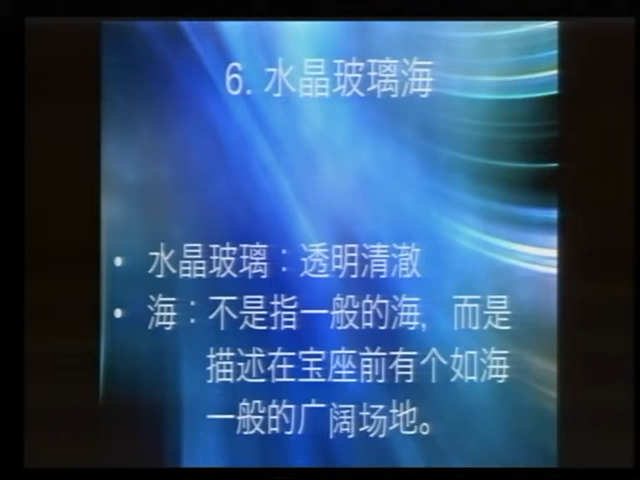 6. 水晶玻璃海
• 水晶玻璃：透明清澈
• 海：不是指一般的海，而是
描述在宝座前有个如海
一般的广阔场地。